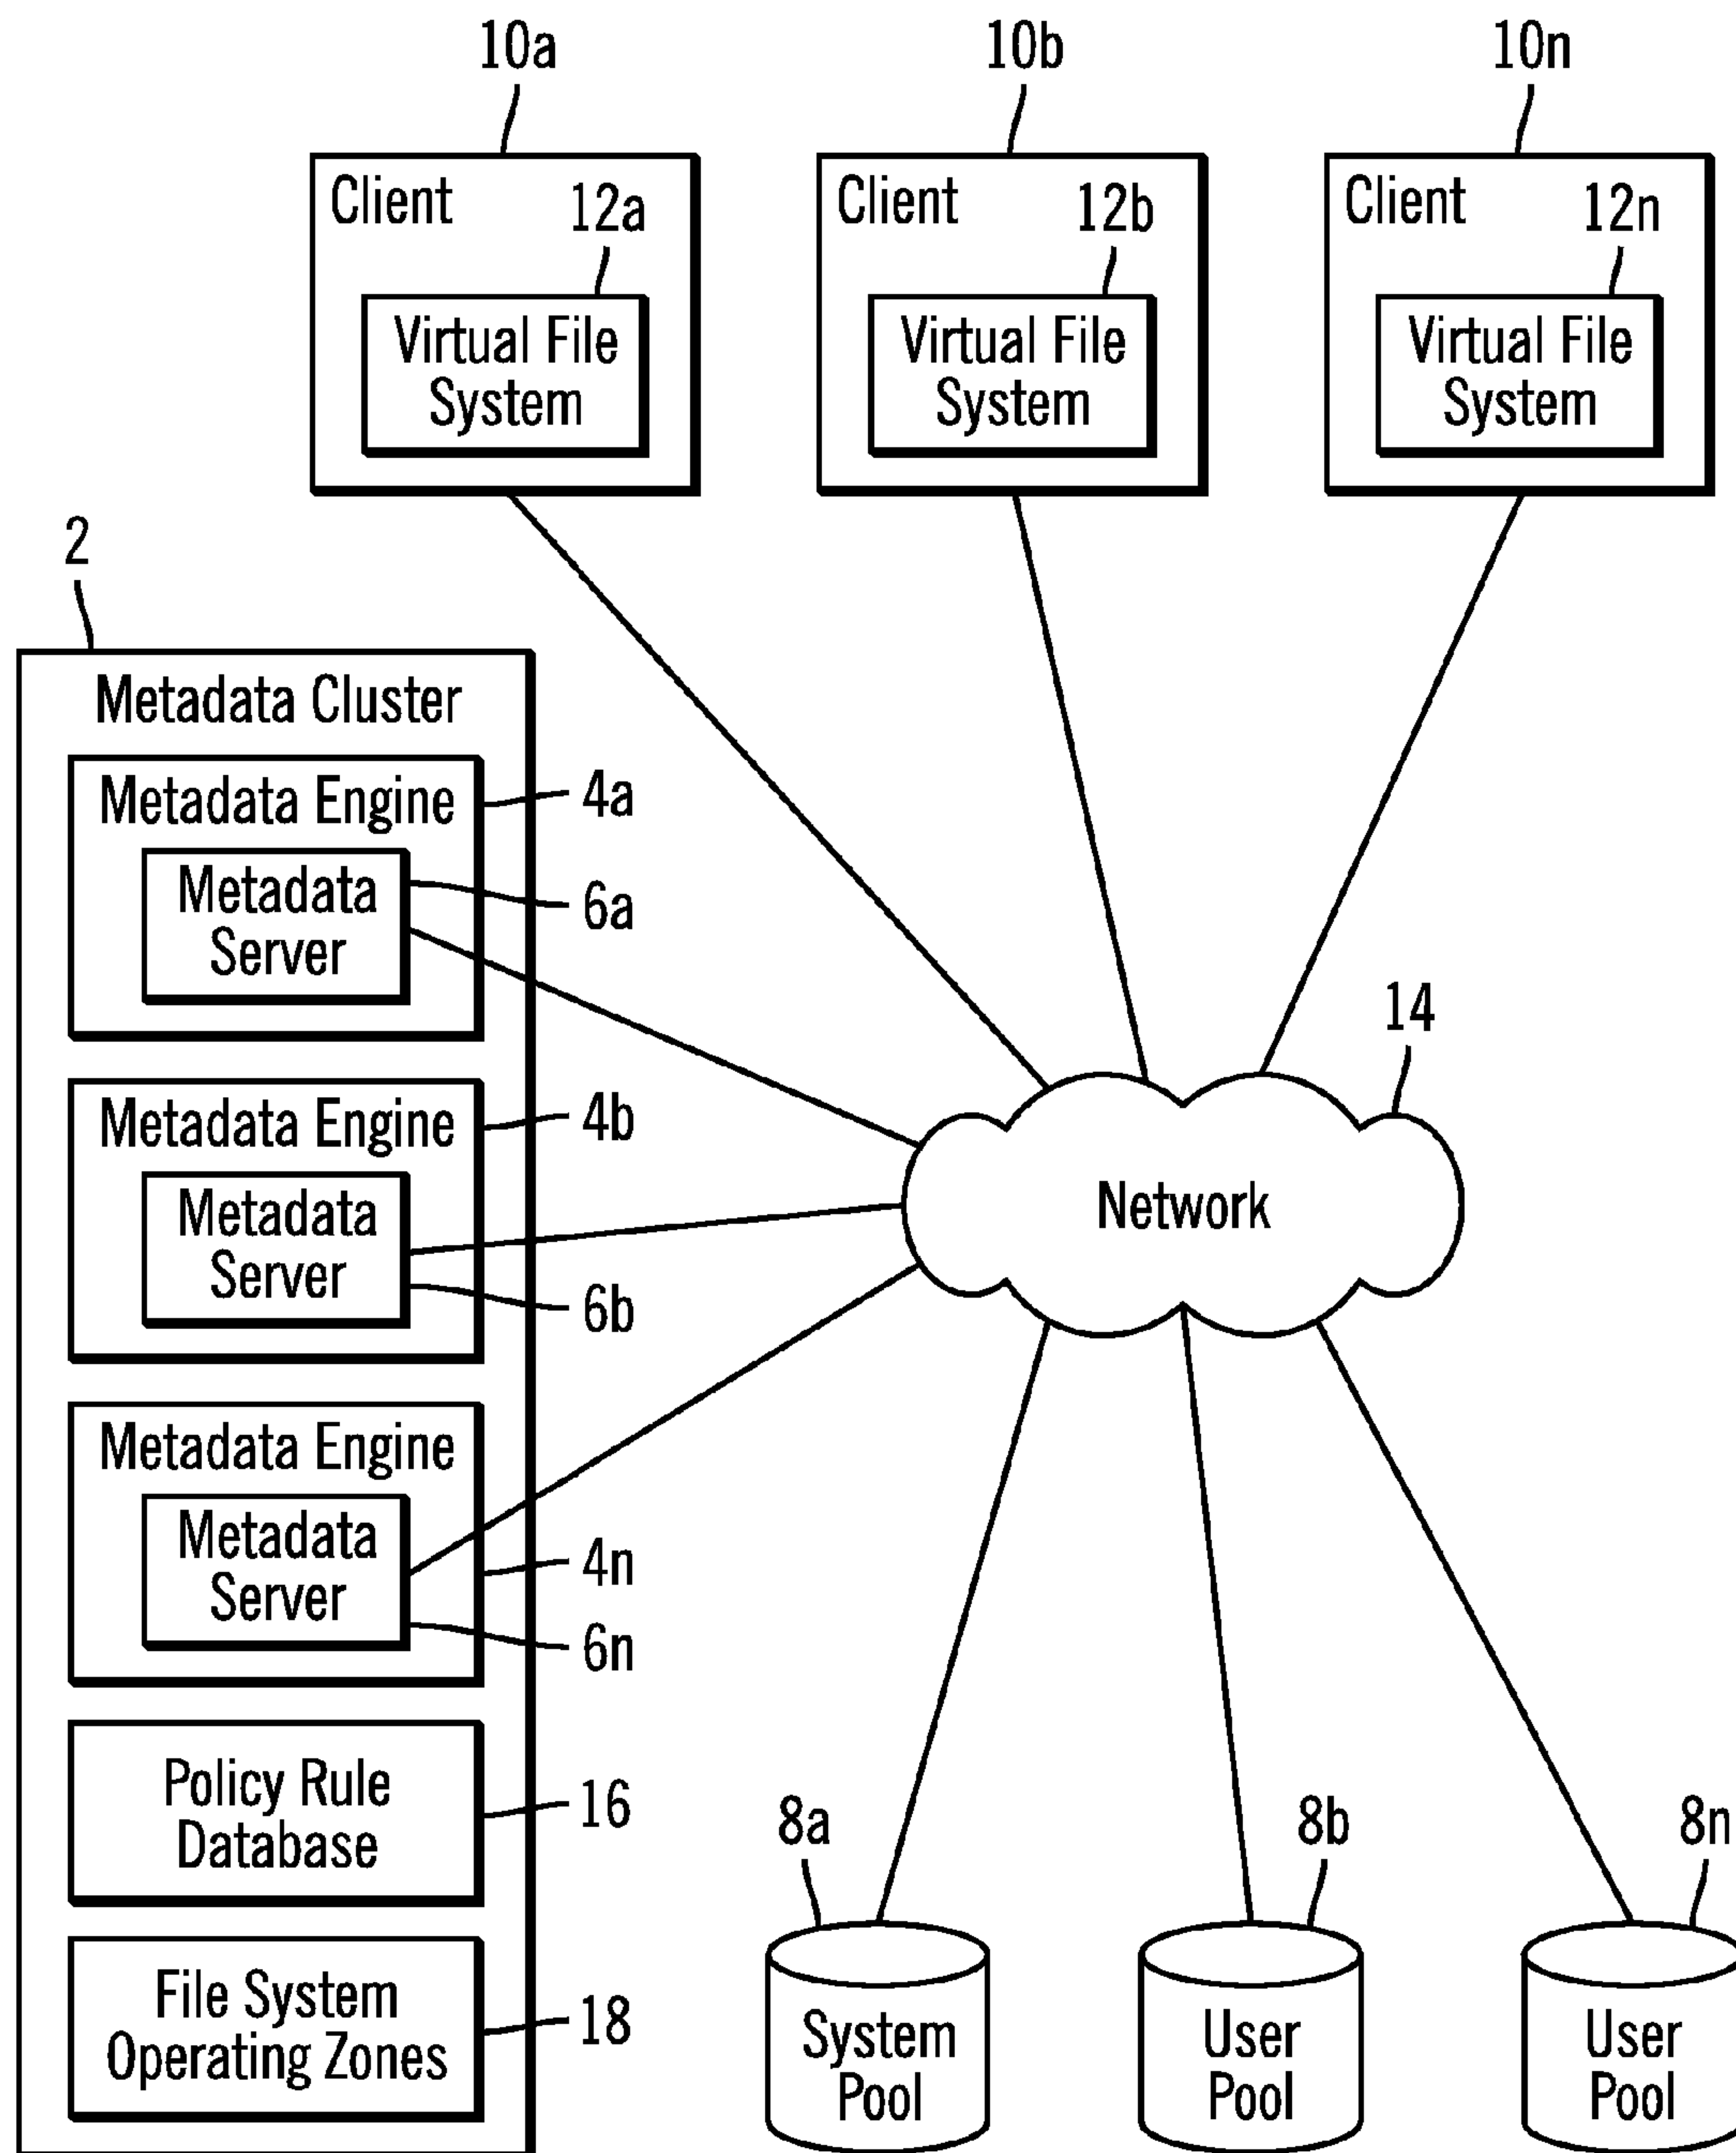 10a
10b
10n
Client
12a
Virtual File
System
Client
12b
Virtual File
System
Client
12n
Virtual File
System
2
Metadata Cluster
Metadata Engine
4a
Metadata
Server
6a
Metadata Engine
4b
Metadata
Server
6b
Metadata Engine
Metadata
Server
4n
6n
Policy Rule
Database
16
File System
Operating Zones
18
14
Network
8a
8b
8n
System
Pool
User
Pool
User
Pool